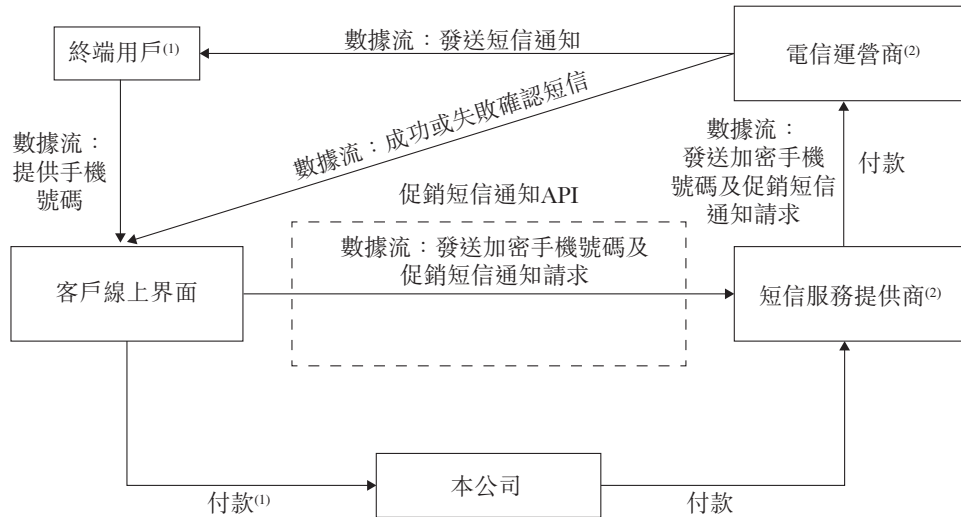 數據流：發送短信通知
終端用戶(1)
電信運營商(2)
數據流：成功或失敗確認短信
數據流：
提供手機
號碼
數據流：
發送加密手機
號碼及促銷短信
通知請求
付款
促銷短信通知API
數據流：發送加密手機號碼及
促銷短信通知請求
客戶線上界面
短信服務提供商(2)
本公司
付款(1)
付款